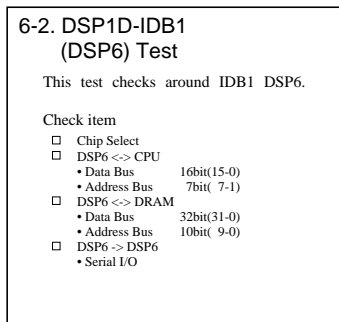 6-2. DSP1D-IDB1
(DSP6) Test
This test checks around IDB1 DSP6.
Check item
□ Chip Select
□ DSP6 <-> CPU
• Data Bus 16bit(15-0)
• Address Bus 7bit( 7-1)
□ DSP6 <-> DRAM
• Data Bus 32bit(31-0)
• Address Bus 10bit( 9-0)
□ DSP6 -> DSP6
• Serial I/O